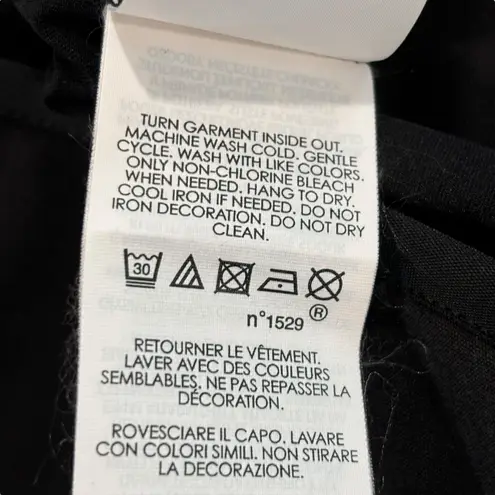 TURN GARMENT INSIDE OUT.
MACHINE WASH COLD. GENTLE
CYCLE. WASH WITH LIKE COLORS.
ONLY NON-CHLORINE BLEACH
WHEN NEEDED. HANG TO DRY.
COOL IRON IF NEEDED. DO NOT
IRON DECORATION. DO NOT DRY
CLEAN.
30
n°1529 ®
RETOURNER LE VÊTEMENT.
LAVER AVEC DES COULEURS
SEMBLABLES. NE PAS REPASSER LA
DÉCORATION.
ROVESCIARE IL CAPO. LAVARE
CON COLORI SIMILI. NON STIRARE
LA DECORAZIONE.